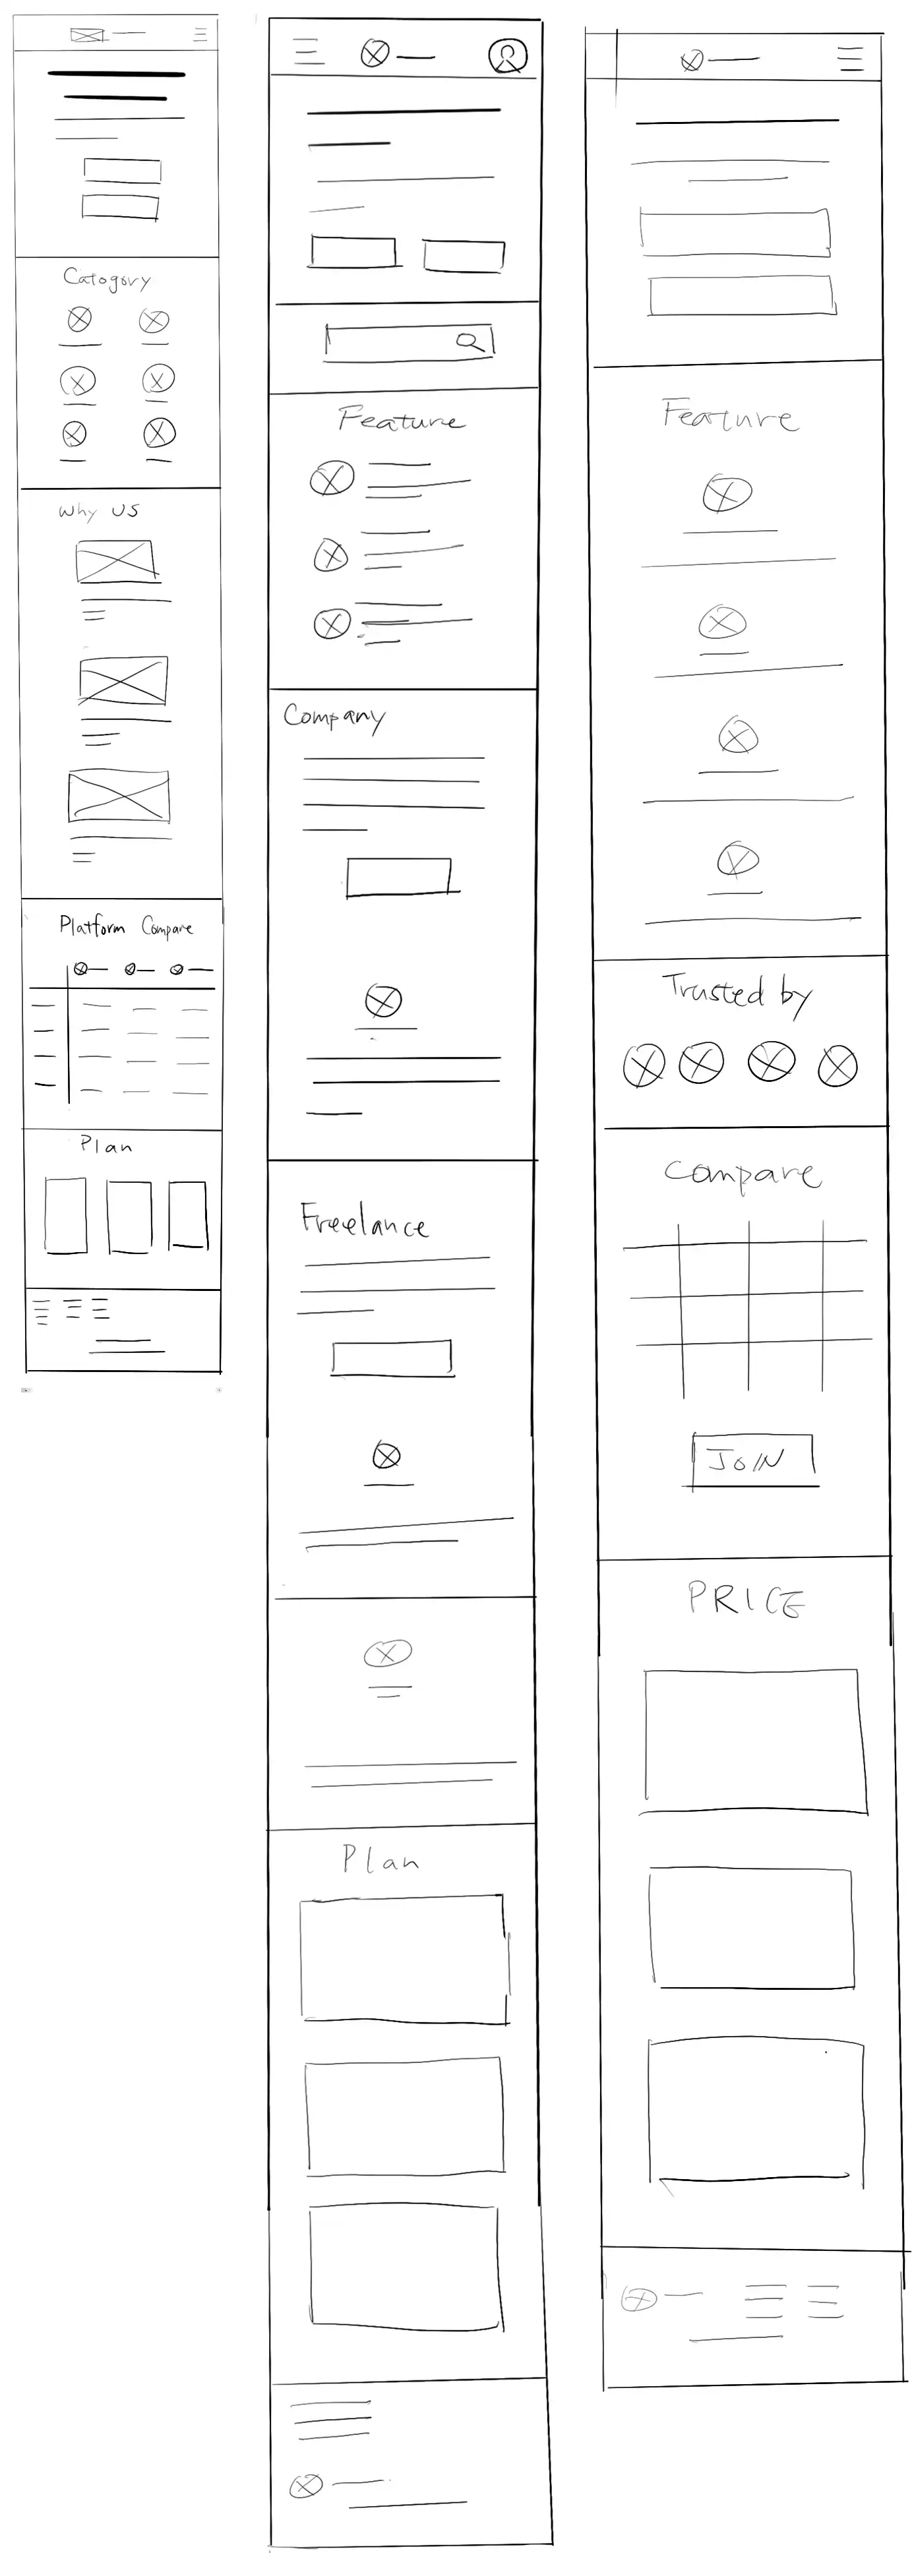 Catogory
Why US
Platform Compare
Plan
Feature
Company
Freelance
Plan
Feature
Trusted by
Compare
JOIN
PRICE